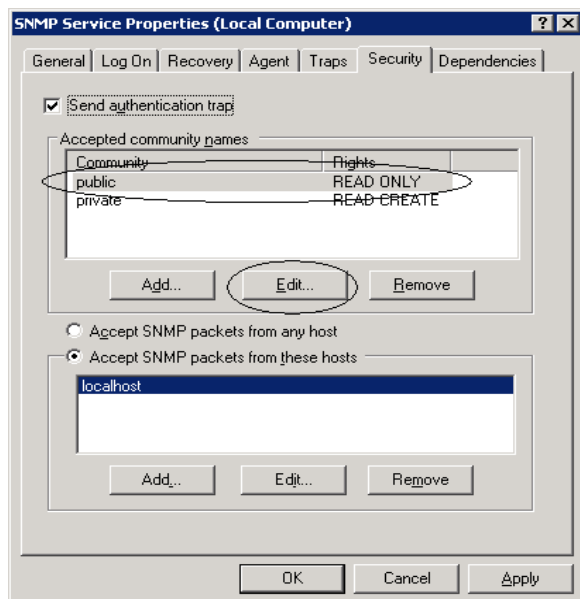 SNMP Service Properties (Local Computer)
General Log On Recovery Agent Traps Security Dependencies
Send authentication trap
Accepted community names
Community Rights
public READ ONLY
private READ CREATE
Add... Edit... Remove
Accept SNMP packets from any host
Accept SNMP packets from these hosts
localhost
Add... Edit... Remove
OK Cancel Apply